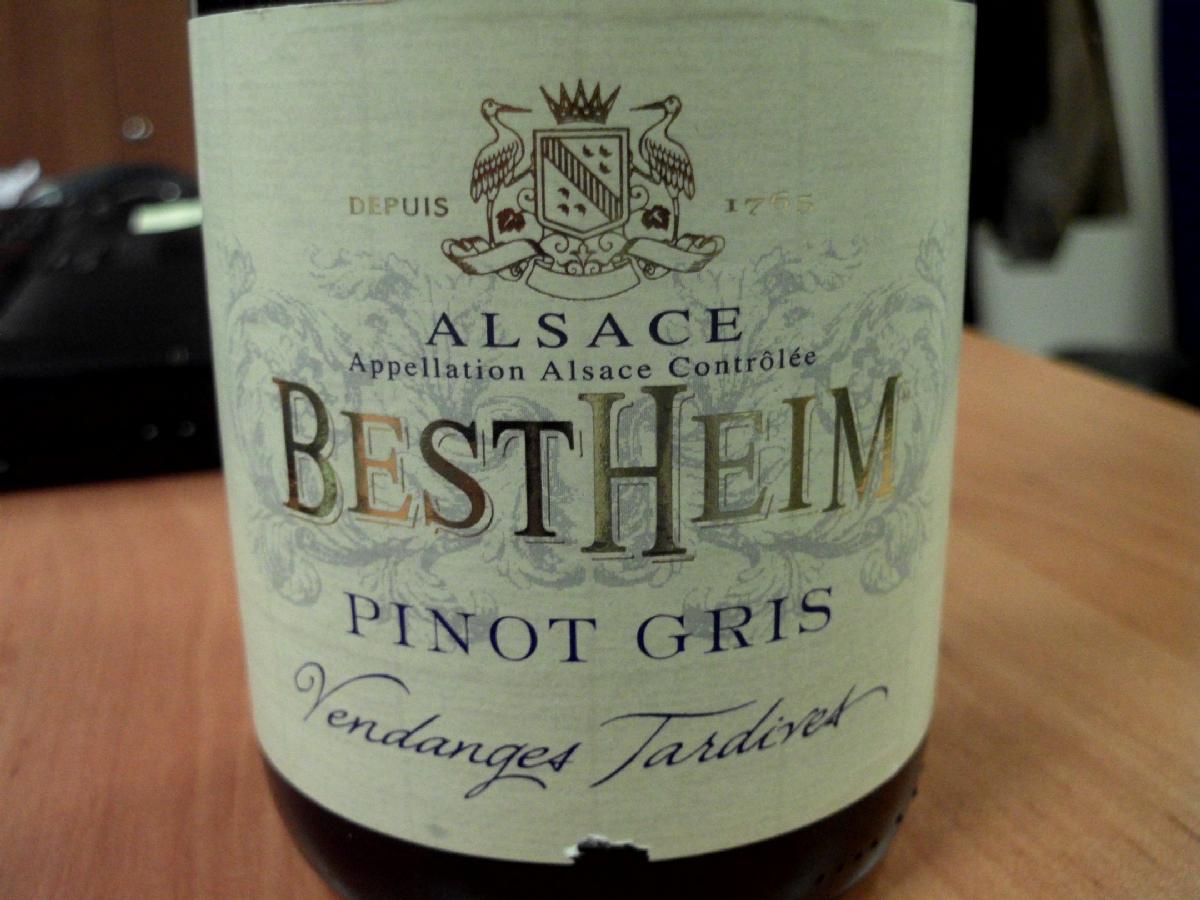 DEPUIS 1765
ALSACE
Appellation Alsace Contrôlée
BESTHEIM
PINOT GRIS
Vendanges Tardives